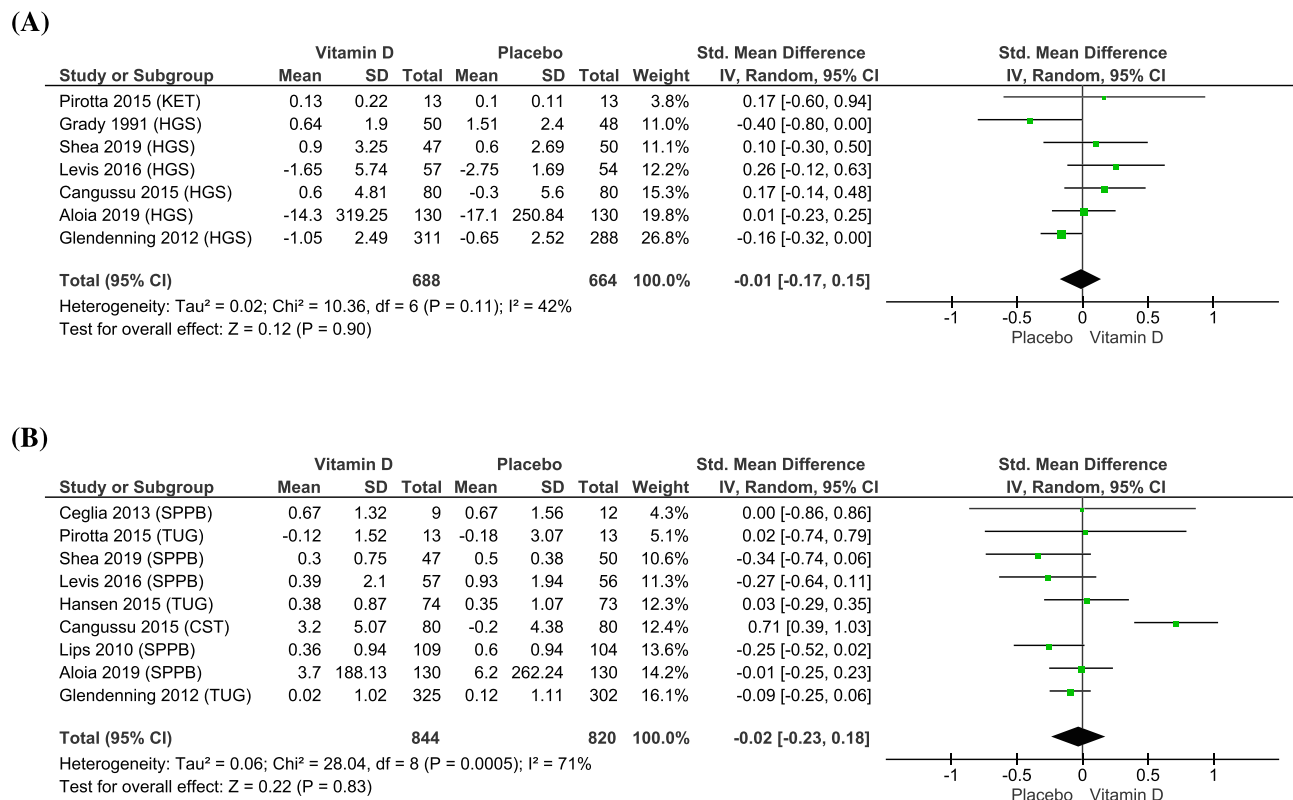 (A)
Vitamin D Placebo Std. Mean Difference Std. Mean Difference
Study or Subgroup Mean SD Total Mean SD Total Weight IV, Random, 95% CI IV, Random, 95% CI
Pirotta 2015 (KET) 0.13 0.22 13 0.1 0.11 13 3.8% 0.17 [-0.60, 0.94]
Grady 1991 (HGS) 0.64 1.9 50 1.51 2.4 48 11.0% -0.40 [-0.80, 0.00]
Shea 2019 (HGS) 0.9 3.25 47 0.6 2.69 50 11.1% 0.10 [-0.30, 0.50]
Levis 2016 (HGS) -1.65 5.74 57 -2.75 1.69 54 12.2% 0.26 [-0.12, 0.63]
Cangussu 2015 (HGS) 0.6 4.81 80 -0.3 5.6 80 15.3% 0.17 [-0.14, 0.48]
Aloia 2019 (HGS) -14.3 319.25 130 -17.1 250.84 130 19.8% 0.01 [-0.23, 0.25]
Glendenning 2012 (HGS) -1.05 2.49 311 -0.65 2.52 288 26.8% -0.16 [-0.32, 0.00]
Total (95% CI) 688 664 100.0% -0.01 [-0.17, 0.15]
Heterogeneity: Tau² = 0.02; Chi² = 10.36, df = 6 (P = 0.11); I² = 42%
Test for overall effect: Z = 0.12 (P = 0.90)
-1 -0.5 0 0.5 1
Placebo Vitamin D
(B)
Vitamin D Placebo Std. Mean Difference Std. Mean Difference
Study or Subgroup Mean SD Total Mean SD Total Weight IV, Random, 95% CI IV, Random, 95% CI
Ceglia 2013 (SPPB) 0.67 1.32 9 0.67 1.56 12 4.3% 0.00 [-0.86, 0.86]
Pirotta 2015 (TUG) -0.12 1.52 13 -0.18 3.07 13 5.1% 0.02 [-0.74, 0.79]
Shea 2019 (SPPB) 0.3 0.75 47 0.5 0.38 50 10.6% -0.34 [-0.74, 0.06]
Levis 2016 (SPPB) 0.39 2.1 57 0.93 1.94 56 11.3% -0.27 [-0.64, 0.11]
Hansen 2015 (TUG) 0.38 0.87 74 0.35 1.07 73 12.3% 0.03 [-0.29, 0.35]
Cangussu 2015 (CST) 3.2 5.07 80 -0.2 4.38 80 12.4% 0.71 [0.39, 1.03]
Lips 2010 (SPPB) 0.36 0.94 109 0.6 0.94 104 13.6% -0.25 [-0.52, 0.02]
Aloia 2019 (SPPB) 3.7 188.13 130 6.2 262.24 130 14.2% -0.01 [-0.25, 0.23]
Glendenning 2012 (TUG) 0.02 1.02 325 0.12 1.11 302 16.1% -0.09 [-0.25, 0.06]
Total (95% CI) 844 820 100.0% -0.02 [-0.23, 0.18]
Heterogeneity: Tau² = 0.06; Chi² = 28.04, df = 8 (P = 0.0005); I² = 71%
Test for overall effect: Z = 0.22 (P = 0.83)
-1 -0.5 0 0.5 1
Placebo Vitamin D